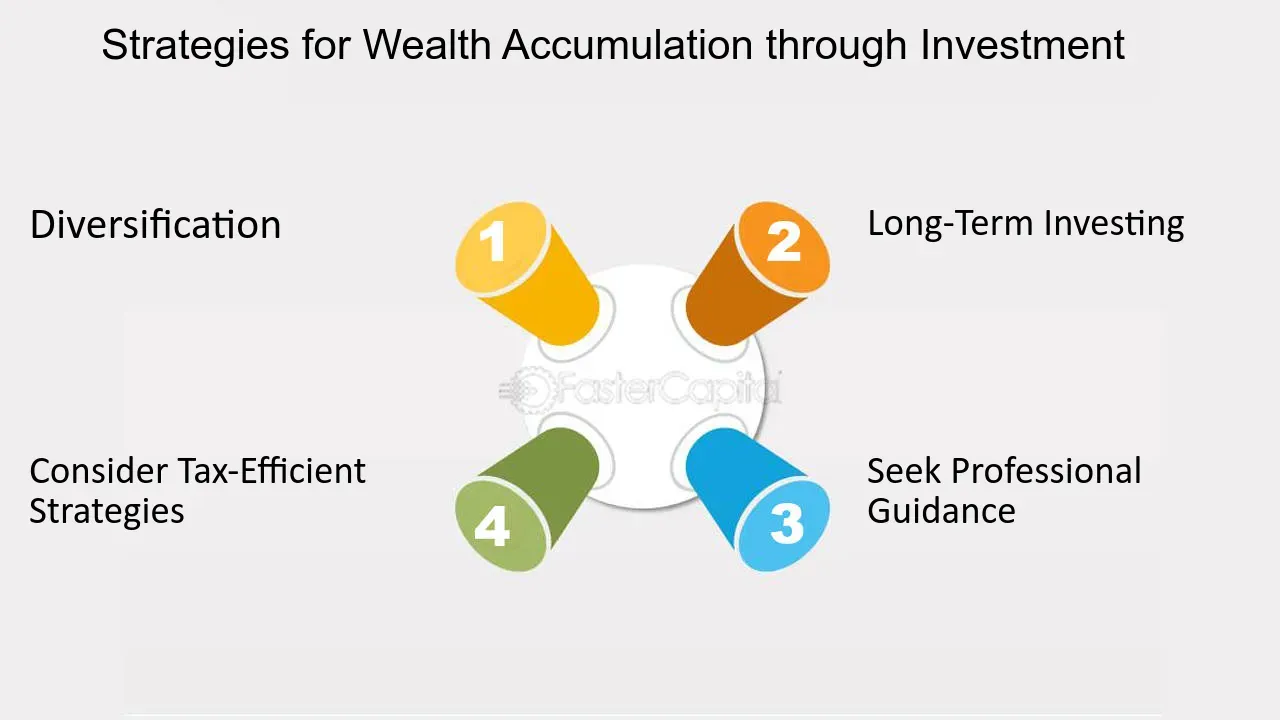 Strategies for Wealth Accumulation through Investment
Diversification
1
2
Long-Term Investing
FasterCapital
Consider Tax-Efficient
Strategies
4
3
Seek Professional
Guidance